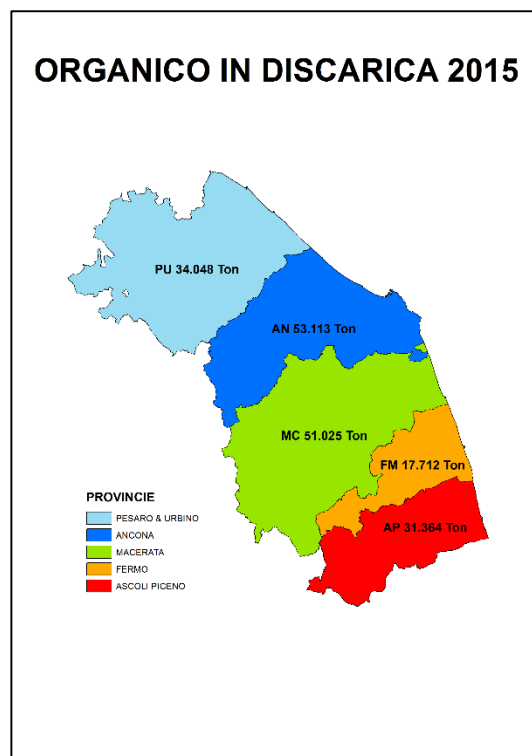 ORGANICO IN DISCARICA 2015
PU 34.048 Ton
AN 53.113 Ton
MC 51.025 Ton
FM 17.712 Ton
AP 31.364 Ton
PROVINCIE
PESARO & URBINO
ANCONA
MACERATA
FERMO
ASCOLI PICENO